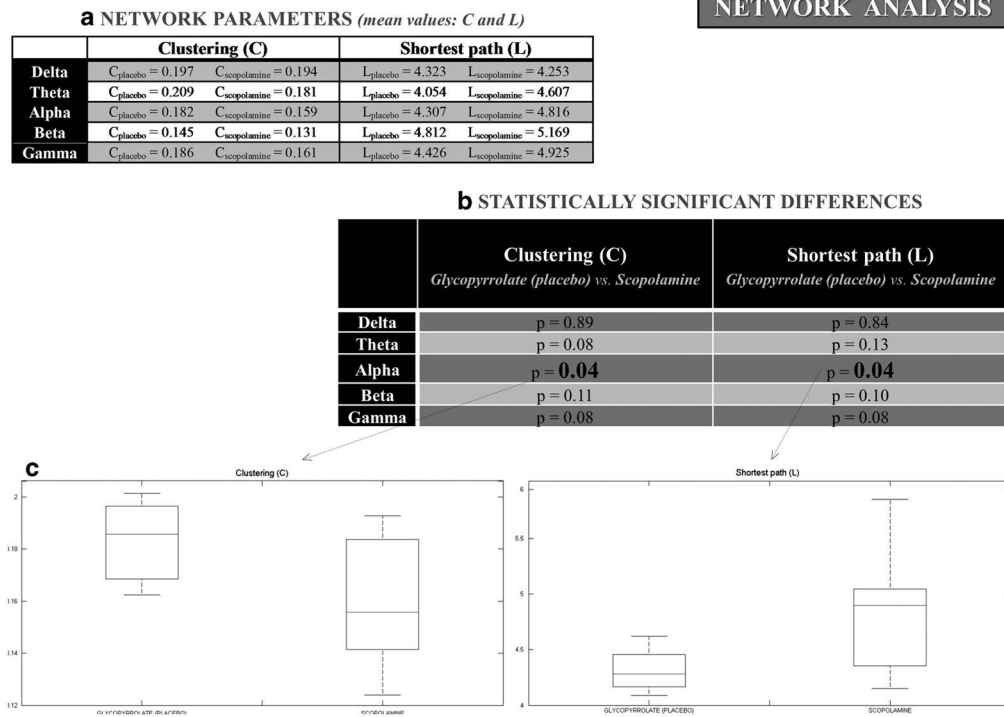 NETWORK ANALYSIS
a NETWORK PARAMETERS (mean values: C and L)
Clustering (C) Shortest path (L)
Delta Cplacebo = 0.197 Cscopolamine = 0.194 Lplacebo = 4.323 Lscopolamine = 4.253
Theta Cplacebo = 0.209 Cscopolamine = 0.181 Lplacebo = 4.054 Lscopolamine = 4.607
Alpha Cplacebo = 0.182 Cscopolamine = 0.159 Lplacebo = 4.307 Lscopolamine = 4.816
Beta Cplacebo = 0.145 Cscopolamine = 0.131 Lplacebo = 4.812 Lscopolamine = 5.169
Gamma Cplacebo = 0.186 Cscopolamine = 0.161 Lplacebo = 4.426 Lscopolamine = 4.925
b STATISTICALLY SIGNIFICANT DIFFERENCES
Clustering (C) Shortest path (L)
Glycopyrrolate (placebo) vs. Scopolamine Glycopyrrolate (placebo) vs. Scopolamine
Delta p = 0.89 p = 0.84
Theta p = 0.08 p = 0.13
Alpha p = 0.04 p = 0.04
Beta p = 0.11 p = 0.10
Gamma p = 0.08 p = 0.08
c
Clustering (C)
.2
.18
.16
.14
.12
GLYCOPYRROLATE (PLACEBO) SCOPOLAMINE
Shortest path (L)
6
5.5
5
4.5
4
GLYCOPYRROLATE (PLACEBO) SCOPOLAMINE